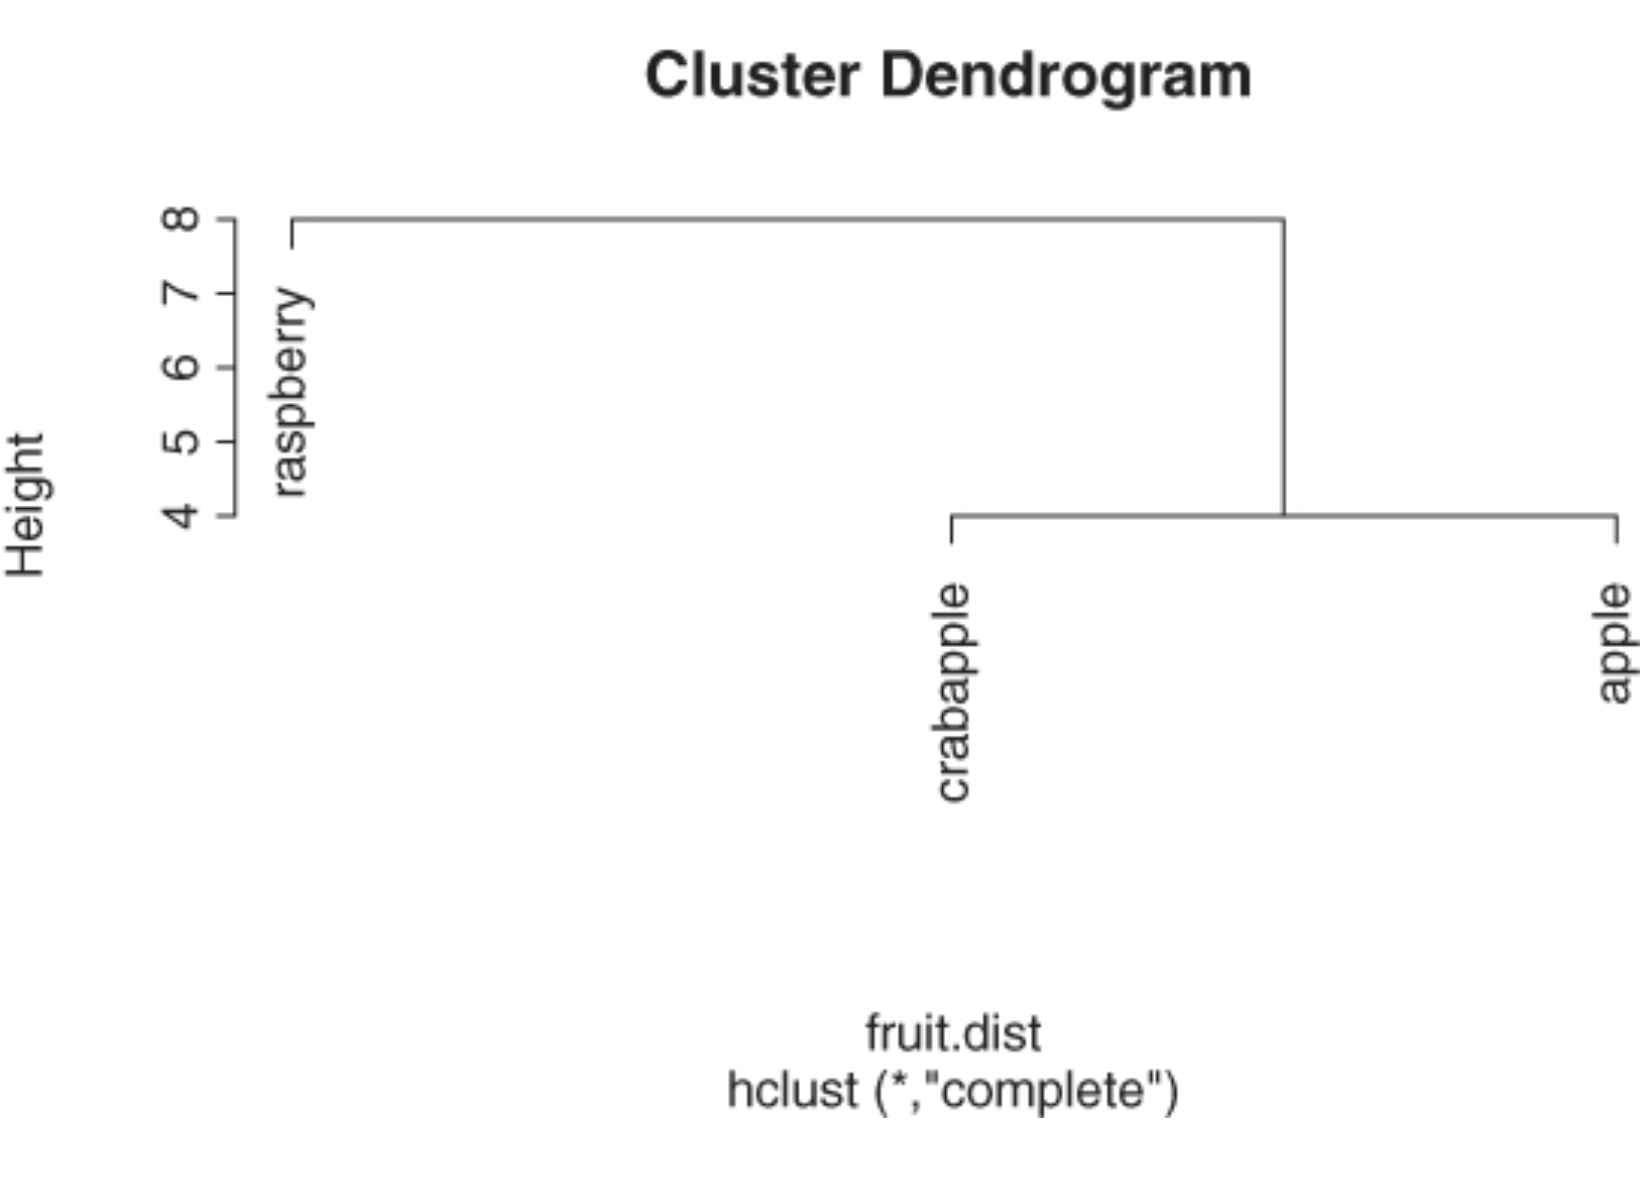 Cluster Dendrogram
Height
8
7
6
5
4
raspberry
crabapple
apple
fruit.dist
hclust (*,"complete")